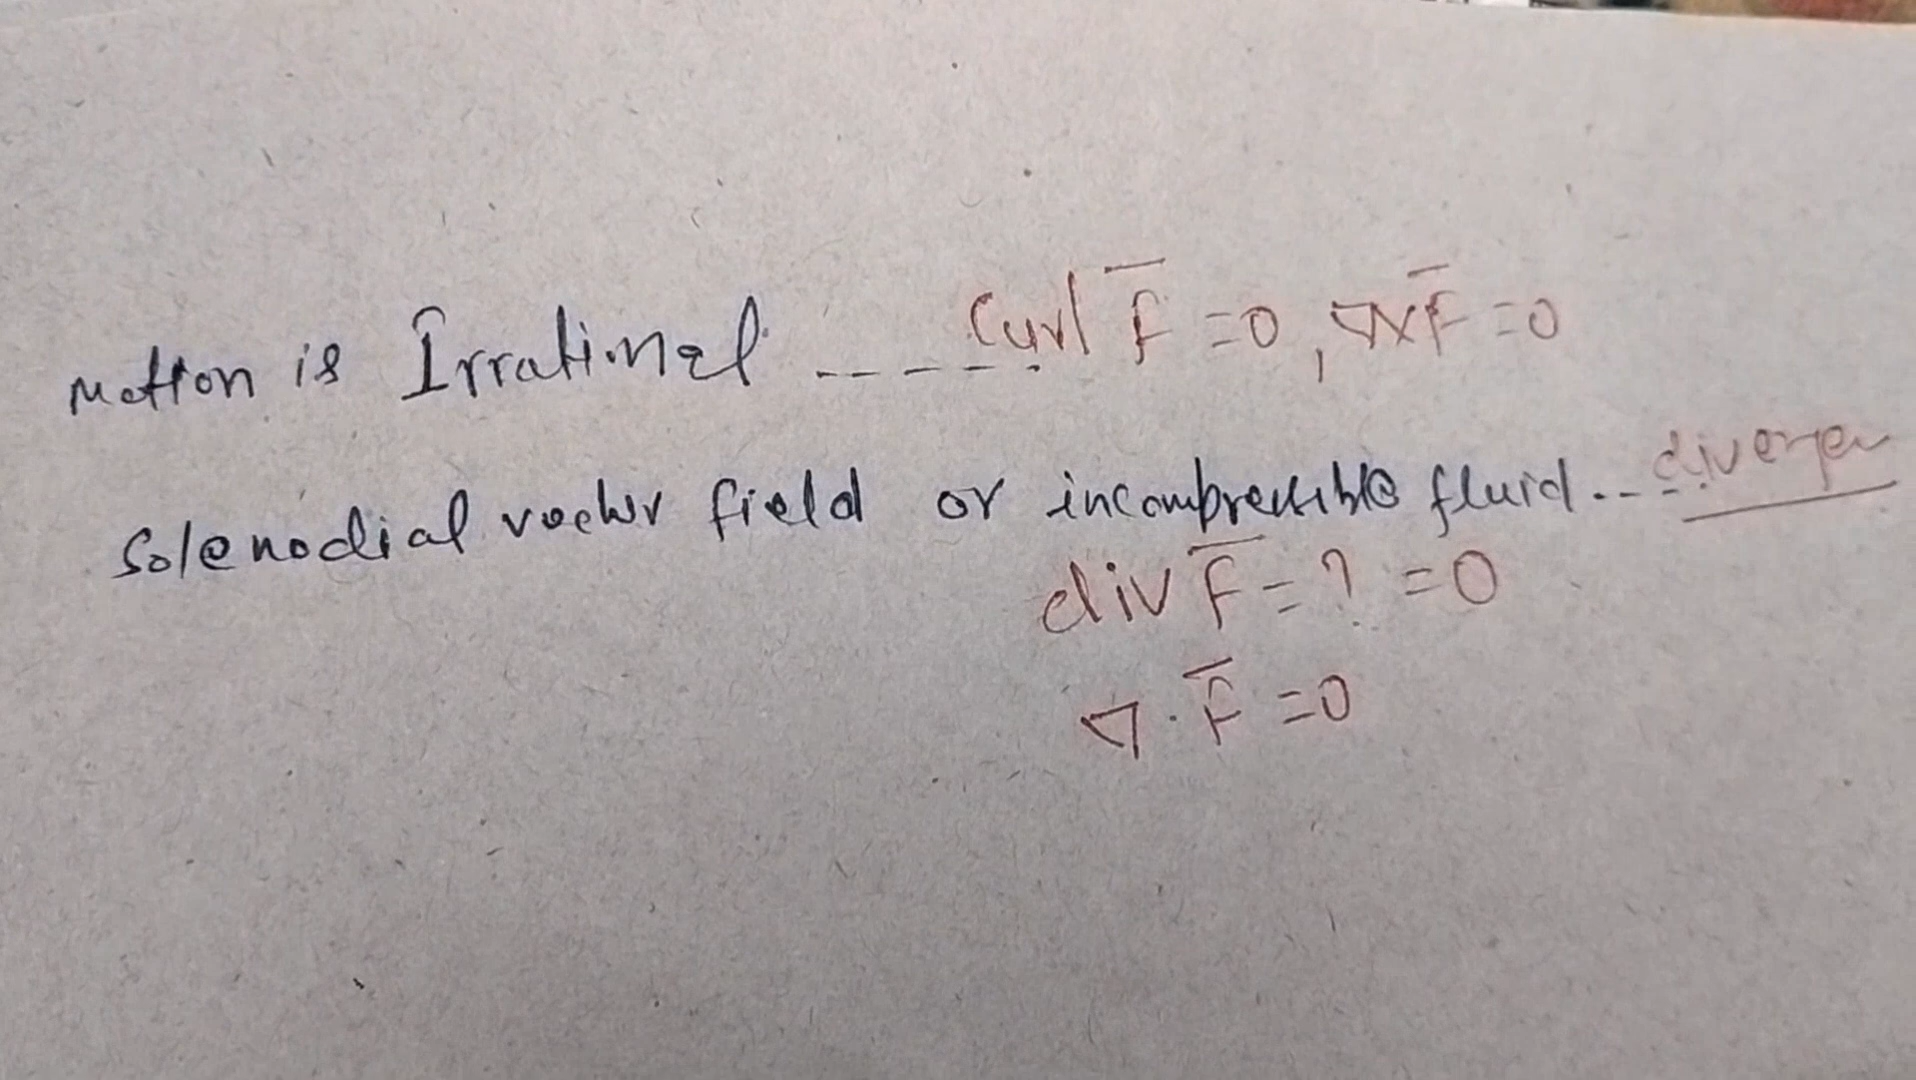 Motion is Irrational ------ Curl F̅ = 0, ∇×F̅ = 0
Solenodial vector field or incompressible fluid..---- divergen
div F̅ = ? = 0
∇·F̅ = 0